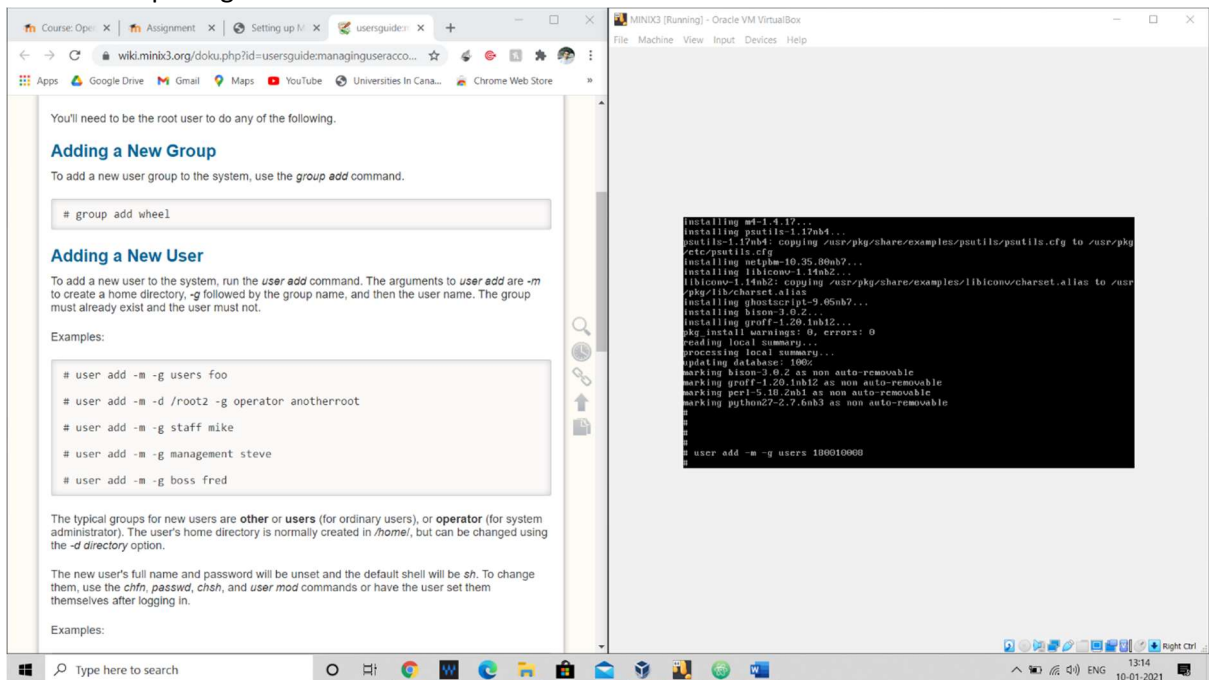 Course: Oper
Assignment
Setting up M
usersguide:
MINIX3 [Running] - Oracle VM VirtualBox
File Machine View Input Devices Help
wiki.minix3.org/doku.php?id=usersguide:managinguseracco...
Apps Google Drive Gmail Maps YouTube Universities In Cana... Chrome Web Store »
You'll need to be the root user to do any of the following.
Adding a New Group
To add a new user group to the system, use the group add command.
# group add wheel
Adding a New User
To add a new user to the system, run the user add command. The arguments to user add are -m
to create a home directory, -g followed by the group name, and then the user name. The group
must already exist and the user must not.
Examples:
# user add -m -g users foo
# user add -m -d /root2 -g operator anotherroot
# user add -m -g staff mike
# user add -m -g management steve
# user add -m -g boss fred
The typical groups for new users are other or users (for ordinary users), or operator (for system
administrator). The user's home directory is normally created in /home/, but can be changed using
the -d directory option.
The new user's full name and password will be unset and the default shell will be sh. To change
them, use the chfn, passwd, chsh, and user mod commands or have the user set them
themselves after logging in.
Examples:
installing m4-1.4.17...
installing psutils-1.17nb4...
psutils-1.17nb4: copying /usr/pkg/share/examples/psutils/psutils.cfg to /usr/pkg
/etc/psutils.cfg
installing netpbm-10.35.80nb7...
installing libiconv-1.14nb2...
libiconv-1.14nb2: copying /usr/pkg/share/examples/libiconv/charset.alias to /usr
/pkg/lib/charset.alias
installing ghostscript-9.05nb7...
installing bison-3.0.2...
installing groff-1.20.1nb12...
pkg_install warnings: 0, errors: 0
reading local summary...
processing local summary...
updating database: 100%
marking bison-3.0.2 as non auto-removable
marking groff-1.20.1nb12 as non auto-removable
marking perl-5.18.2nb1 as non auto-removable
marking python27-2.7.6nb3 as non auto-removable
#
#
#
# user add -m -g users 180010008
#
Right Ctrl
Type here to search
ENG
13:14
10-01-2021